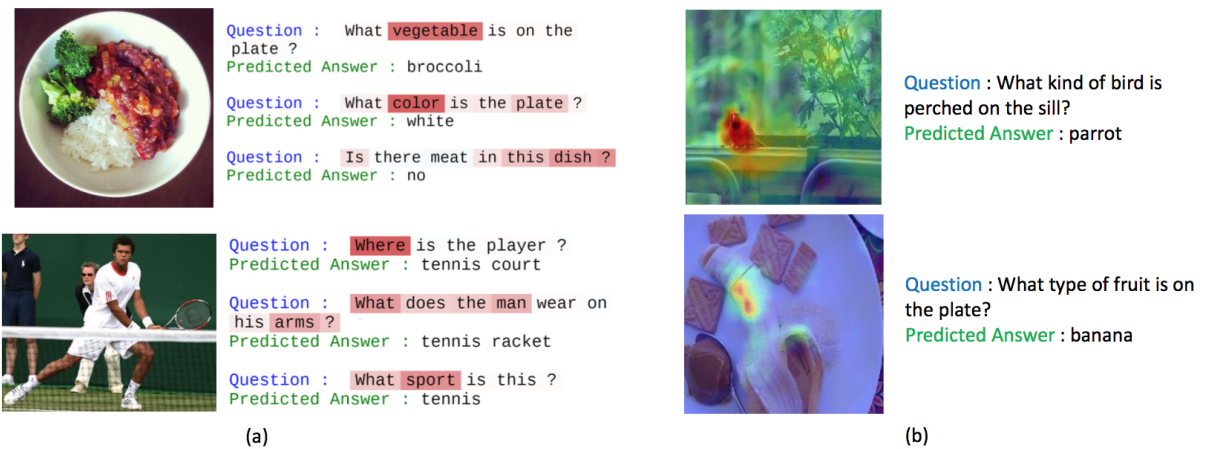 Question : What vegetable is on the
plate ?
Predicted Answer : broccoli
Question : What color is the plate ?
Predicted Answer : white
Question : Is there meat in this dish ?
Predicted Answer : no
Question : Where is the player ?
Predicted Answer : tennis court
Question : What does the man wear on
his arms ?
Predicted Answer : tennis racket
Question : What sport is this ?
Predicted Answer : tennis
(a)
Question : What kind of bird is
perched on the sill?
Predicted Answer : parrot
Question : What type of fruit is on
the plate?
Predicted Answer : banana
(b)